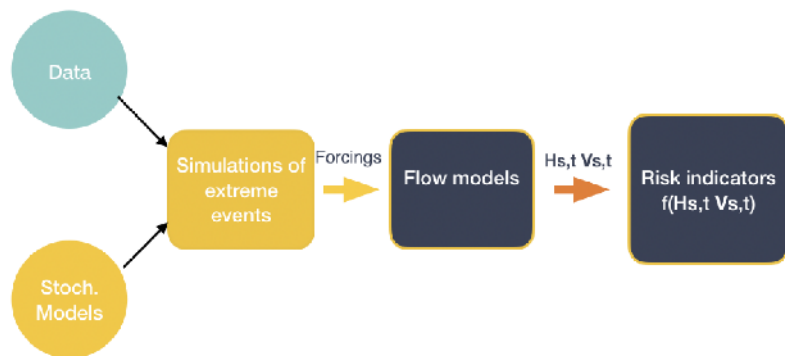 Data
Simulations of
extreme
events
Forcings
Flow models
Hs,t Vs,t
Risk indicators
f(Hs,t Vs,t)
Stoch.
Models